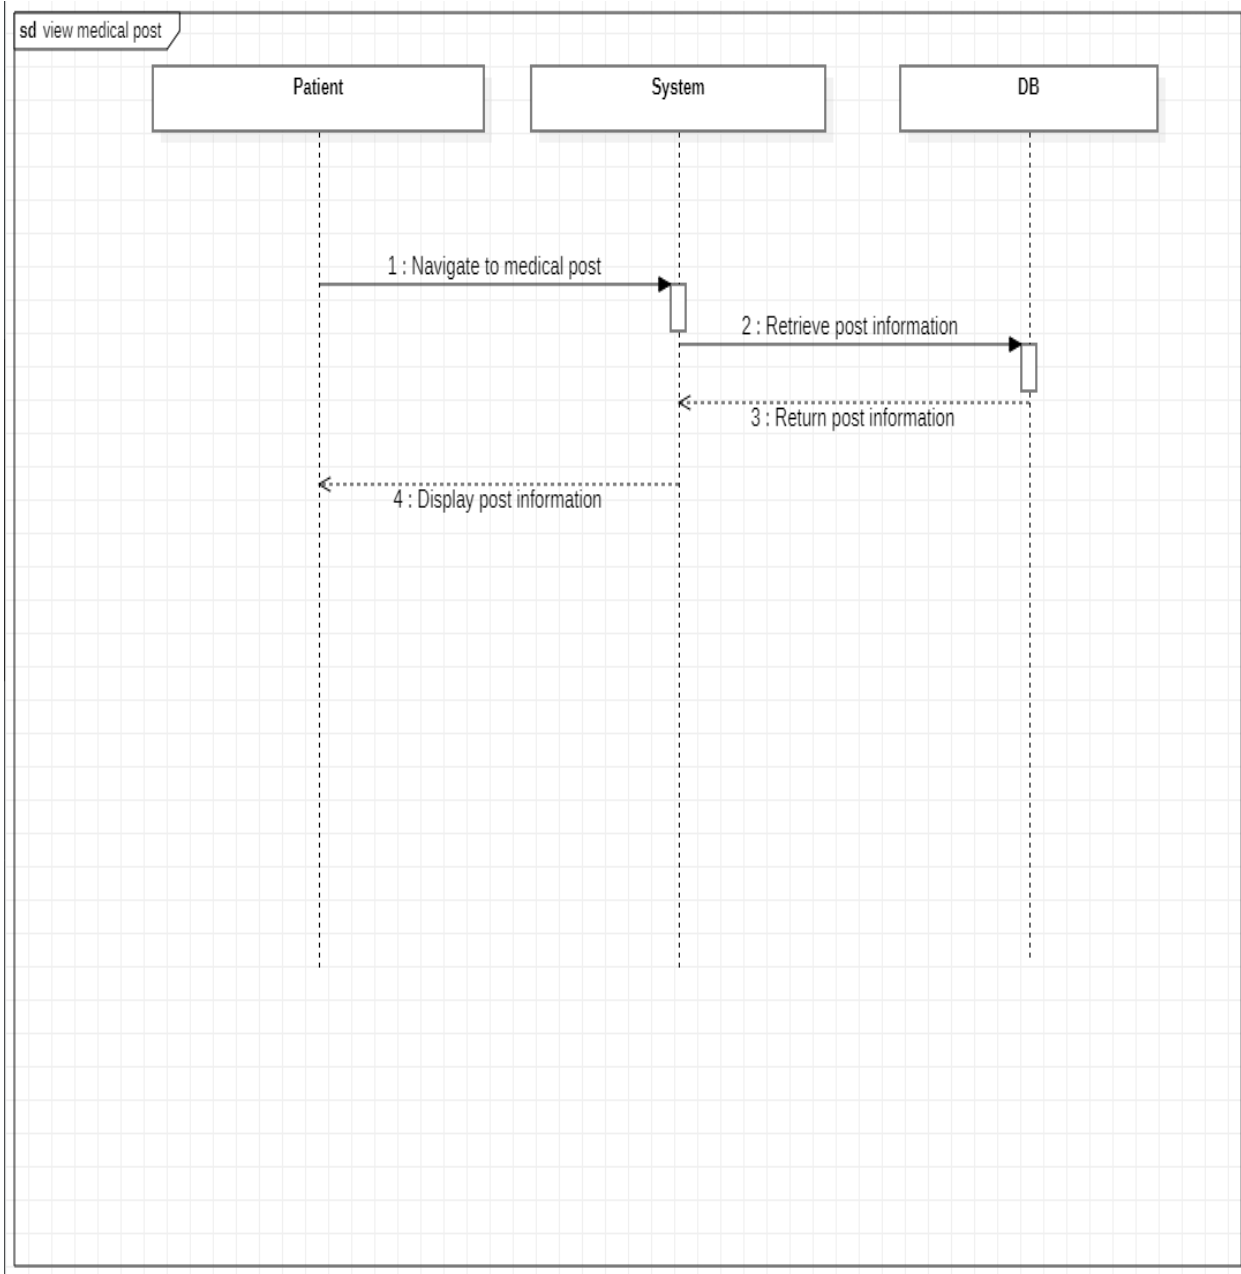 sd view medical post
Patient
System
DB
1 : Navigate to medical post
2 : Retrieve post information
3 : Return post information
4 : Display post information